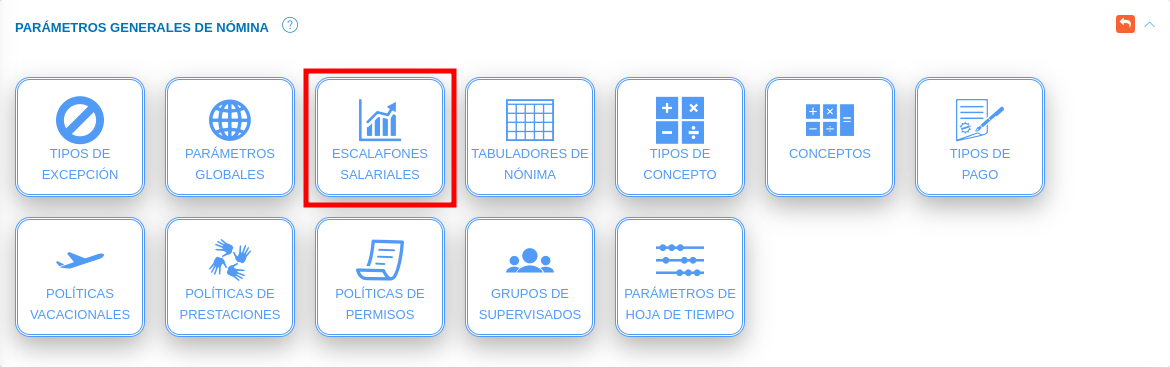 PARÁMETROS GENERALES DE NÓMINA ?
TIPOS DE
EXCEPCIÓN
PARÁMETROS
GLOBALES
ESCALAFONES
SALARIALES
TABULADORES DE
NÓNIMA
TIPOS DE
CONCEPTO
CONCEPTOS
TIPOS DE
PAGO
POLÍTICAS
VACACIONALES
POLÍTICAS DE
PRESTACIONES
POLÍTICAS DE
PERMISOS
GRUPOS DE
SUPERVISADOS
PARÁMETROS DE
HOJA DE TIEMPO